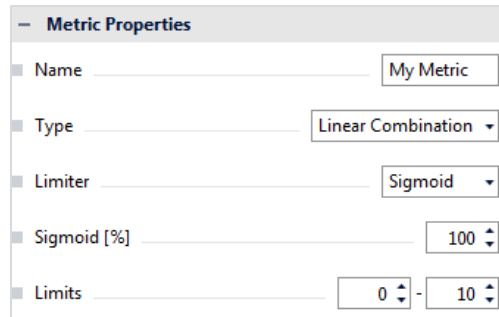 Metric Properties
Name My Metric
Type Linear Combination
Limiter Sigmoid
Sigmoid [%] 100
Limits 0 - 10